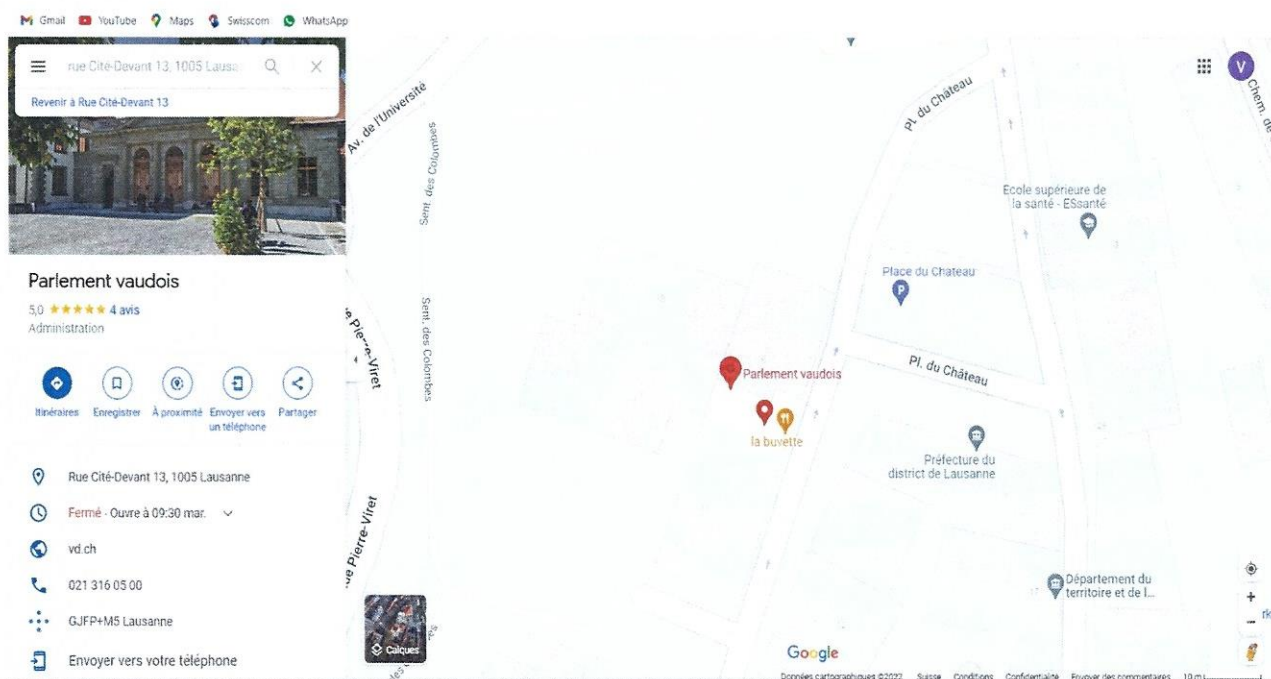 Gmail YouTube Maps Swisscom WhatsApp
rue Cité-Devant 13, 1005 Lausa
Revenir à Rue Cité-Devant 13
Parlement vaudois
5,0 4 avis
Administration
Itinéraires Enregistrer À proximité Envoyer vers un téléphone Partager
Rue Cité-Devant 13, 1005 Lausanne
Fermé · Ouvre à 09:30 mar.
vd.ch
021 316 05 00
GJFP+M5 Lausanne
Envoyer vers votre téléphone
Av. de l'Université
Sent. des Colombes
Sent. des Colombes
Pierre-Viret
Pierre-Viret
Calques
Pl. du Château
V
Chem. de
Ecole supérieure de
la santé - ESsanté
Place du Chateau
P
Pl. du Château
Parlement vaudois
la buvette
Préfecture du
district de Lausanne
Département du
territoire et de l...
Google
Données cartographiques ©2022 Suisse Conditions Confidentialité Envoyer des commentaires 10 m